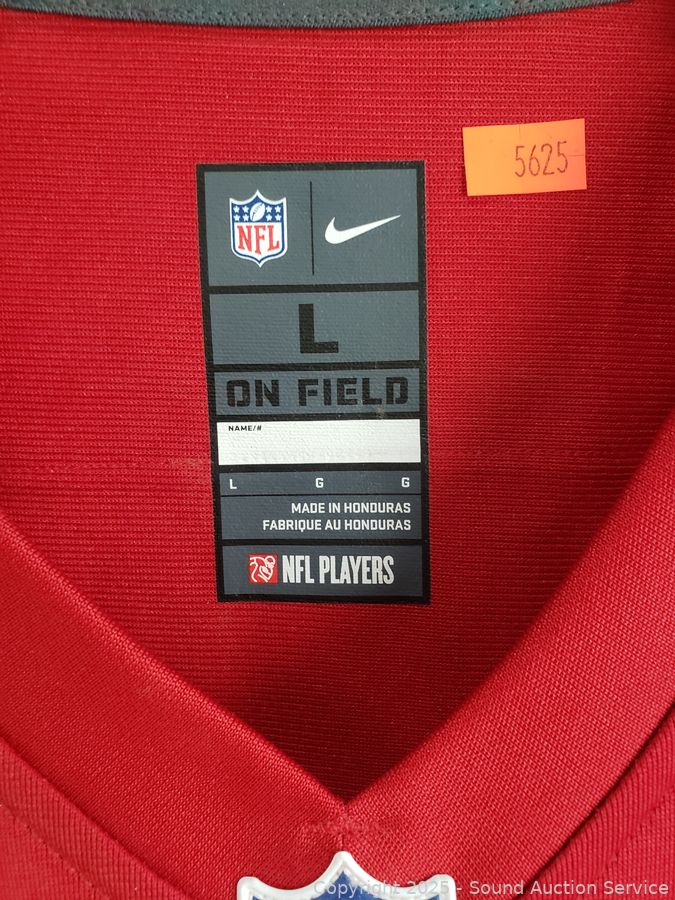 5625
NFL
L
ON FIELD
NAME/#
L G G
MADE IN HONDURAS
FABRIQUE AU HONDURAS
NFL PLAYERS
Copyright 2025 - Sound Auction Service